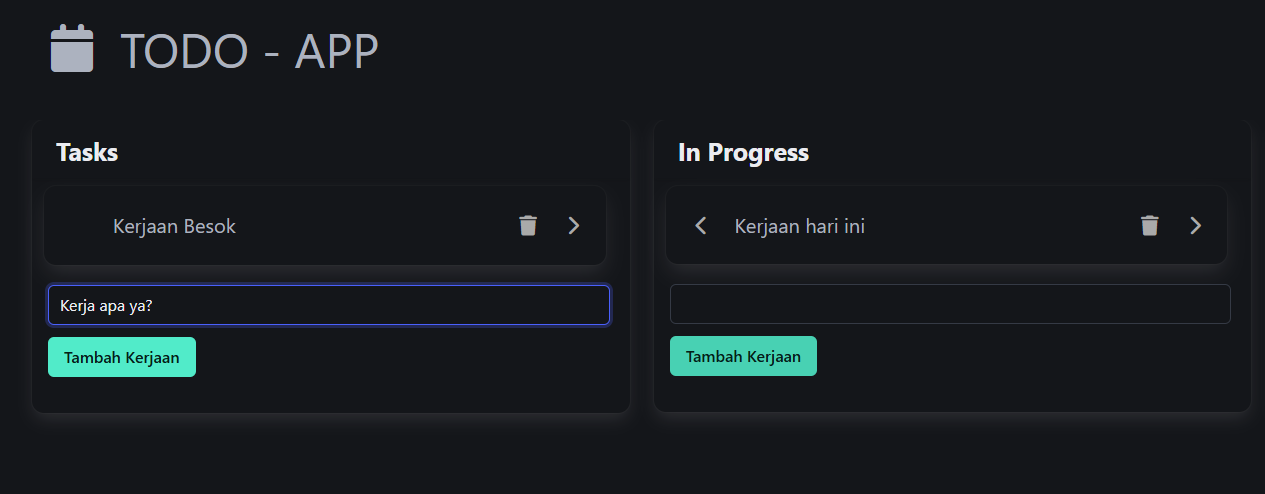 TODO - APP
Tasks
Kerjaan Besok
Kerja apa ya?
Tambah Kerjaan
In Progress
Kerjaan hari ini
Tambah Kerjaan